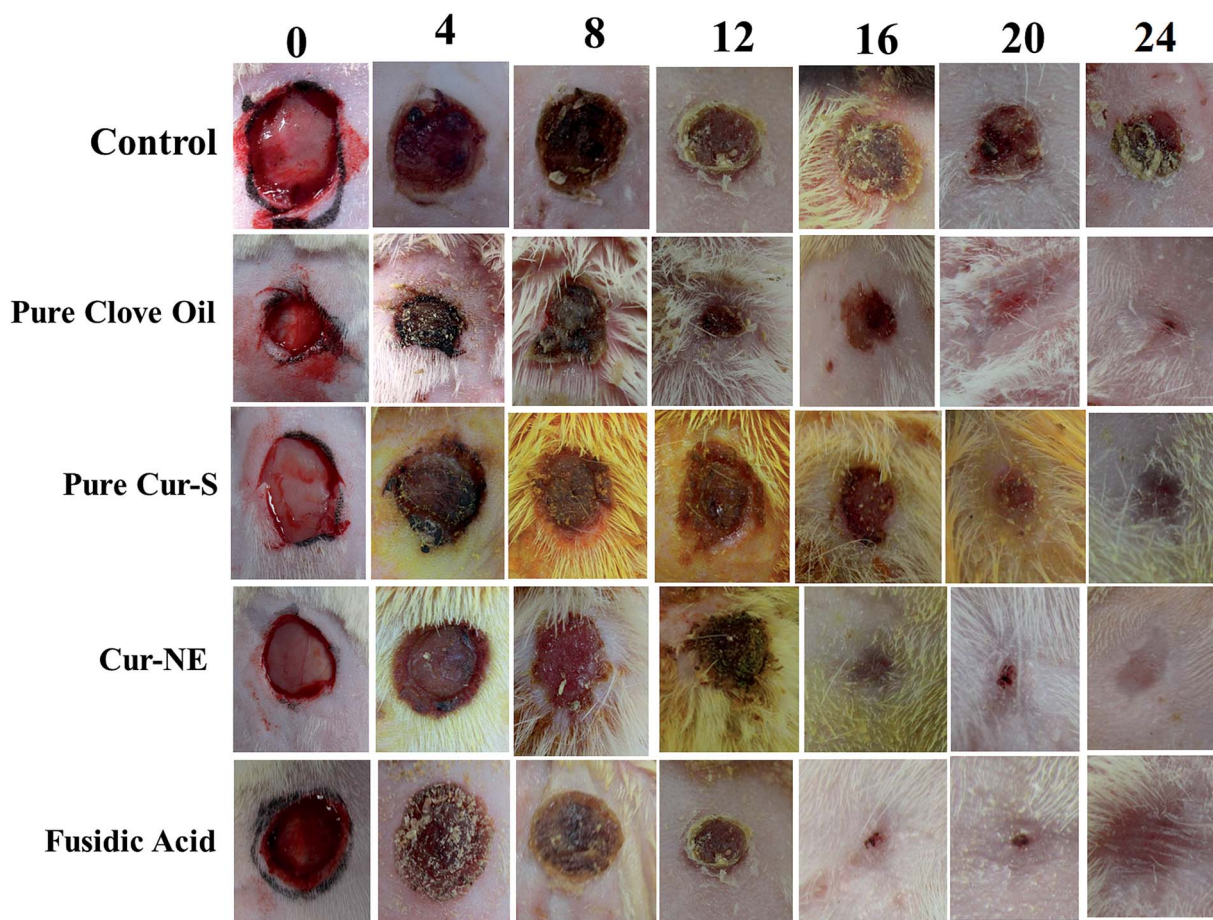 0 4 8 12 16 20 24
Control
Pure Clove Oil
Pure Cur-S
Cur-NE
Fusidic Acid